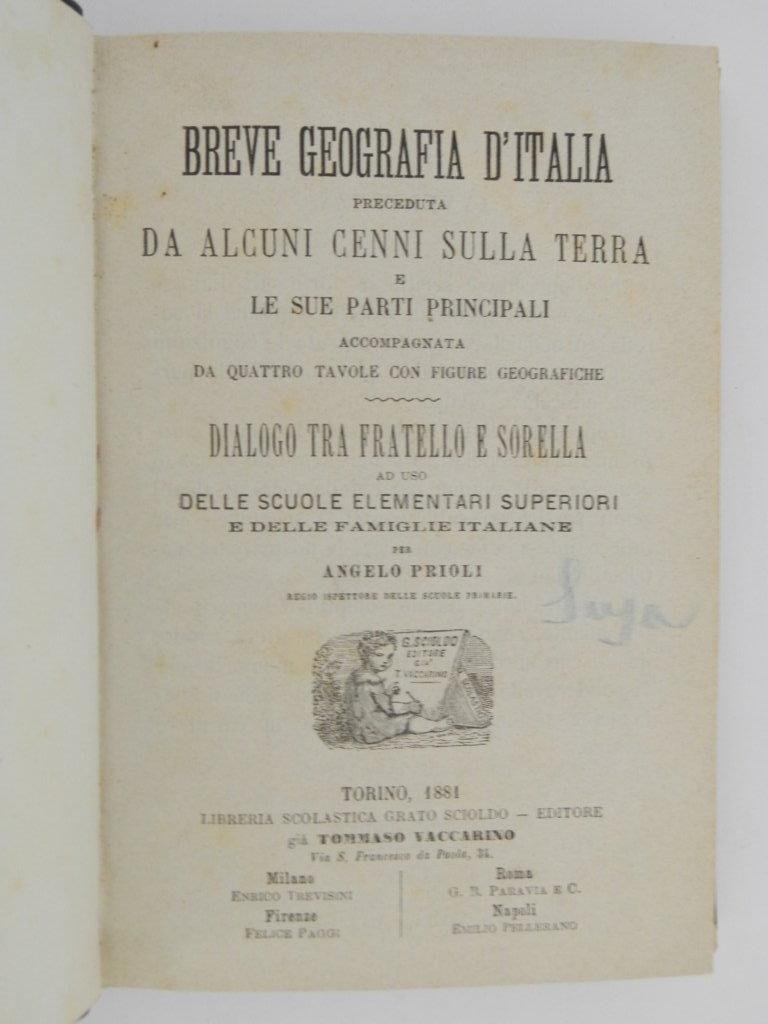 BREVE GEOGRAFIA D'ITALIA
PRECEDUTA
DA ALCUNI CENNI SULLA TERRA
E
LE SUE PARTI PRINCIPALI
ACCOMPAGNATA
DA QUATTRO TAVOLE CON FIGURE GEOGRAFICHE
DIALOGO TRA FRATELLO E SORELLA
AD USO
DELLE SCUOLE ELEMENTARI SUPERIORI
E DELLE FAMIGLIE ITALIANE
PER
ANGELO PRIOLI
REGIO ISPETTORE DELLE SCUOLE PRIMARIE.
G. SCIOLDO
EDITORE
GIÀ
T. VACCARINO
TORINO, 1881
LIBRERIA SCOLASTICA GRATO SCIOLDO — EDITORE
già TOMMASO VACCARINO
Via S. Francesco da Paola, 34.
Milano
ENRICO TREVISINI
Firenze
FELICE PAGGI
Roma
G. B. PARAVIA E C.
Napoli
EMILIO PELLERANO